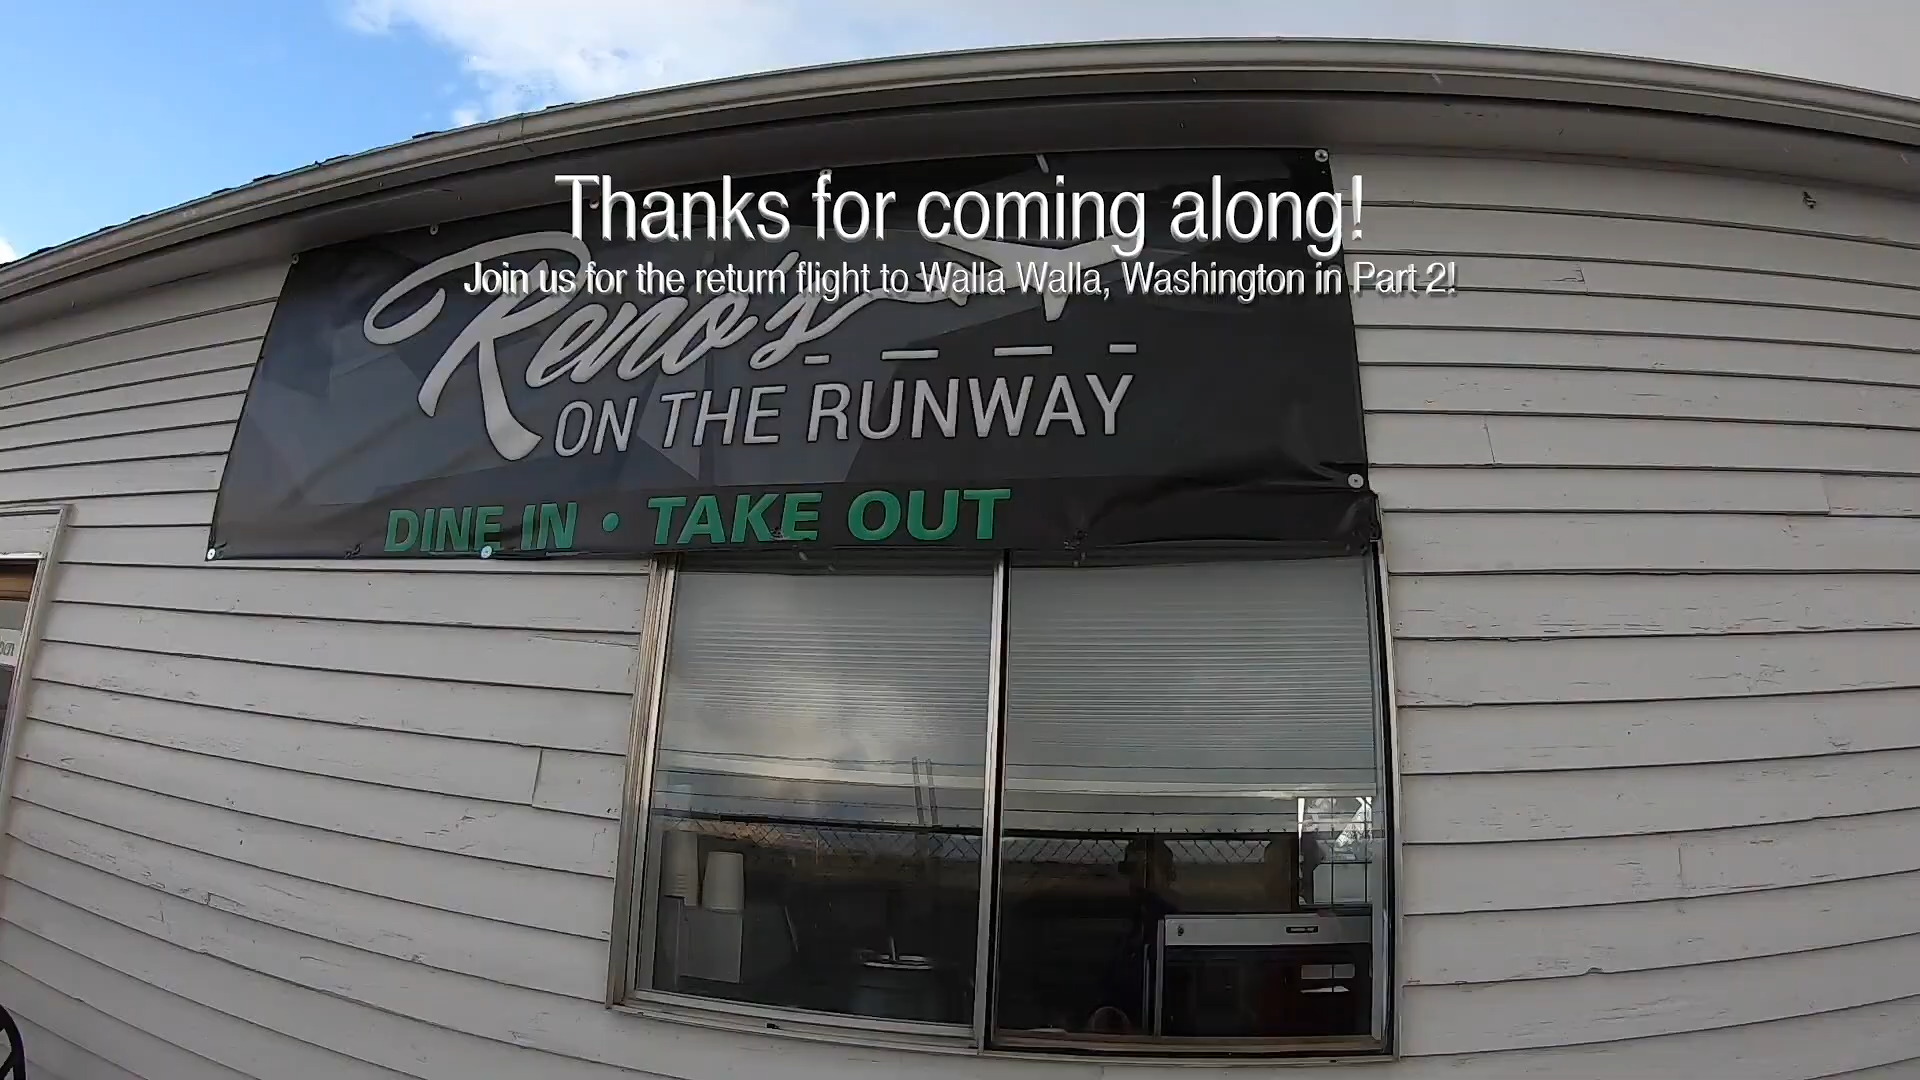 Thanks for coming along!
Join us for the return flight to Walla Walla, Washington in Part 2!
Reno's
ON THE RUNWAY
DINE IN • TAKE OUT